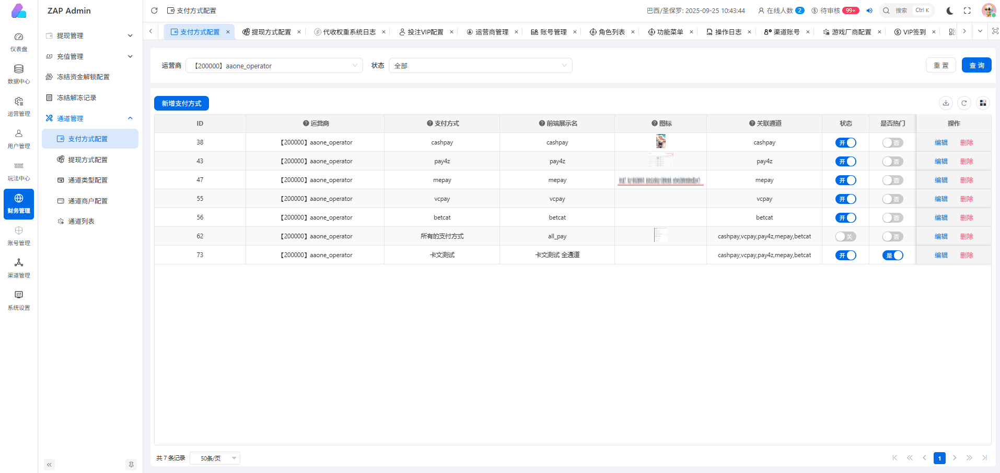 ZAP Admin
支付方式配置
巴西/圣保罗: 2025-09-25 10:43:44
在线人数 2
待审核 99+
搜索 Ctrl K
仪表盘
数据中心
运营管理
用户管理
玩法中心
财务管理
账号管理
渠道管理
系统设置
提现管理
充值管理
冻结资金解锁配置
冻结解冻记录
通道管理
支付方式配置
提现方式配置
通道类型配置
通道商户配置
通道列表
支付方式配置 提现方式配置 代收权重系统日志 投注VIP配置 运营商管理 账号管理 角色列表 功能菜单 操作日志 渠道账号 游戏厂商配置 VIP签到
运营商 【200000】aaone_operator 状态 全部 重 置 查 询
新增支付方式
ID 运营商 支付方式 前端展示名 图标 关联通道 状态 是否热门 操作
38 【200000】aaone_operator cashpay cashpay cashpay 开 否 编辑 删除
43 【200000】aaone_operator pay4z pay4z pay4z 开 否 编辑 删除
47 【200000】aaone_operator mepay mepay mepay 开 否 编辑 删除
55 【200000】aaone_operator vcpay vcpay vcpay 开 否 编辑 删除
56 【200000】aaone_operator betcat betcat betcat 开 否 编辑 删除
62 【200000】aaone_operator 所有的支付方式 all_pay cashpay,vcpay,pay4z,mepay,betcat 关 否 编辑 删除
73 【200000】aaone_operator 卡文测试 卡文测试 全通道 cashpay,vcpay,pay4z,mepay,betcat 开 是 编辑 删除
共 7 条记录 50条/页 1